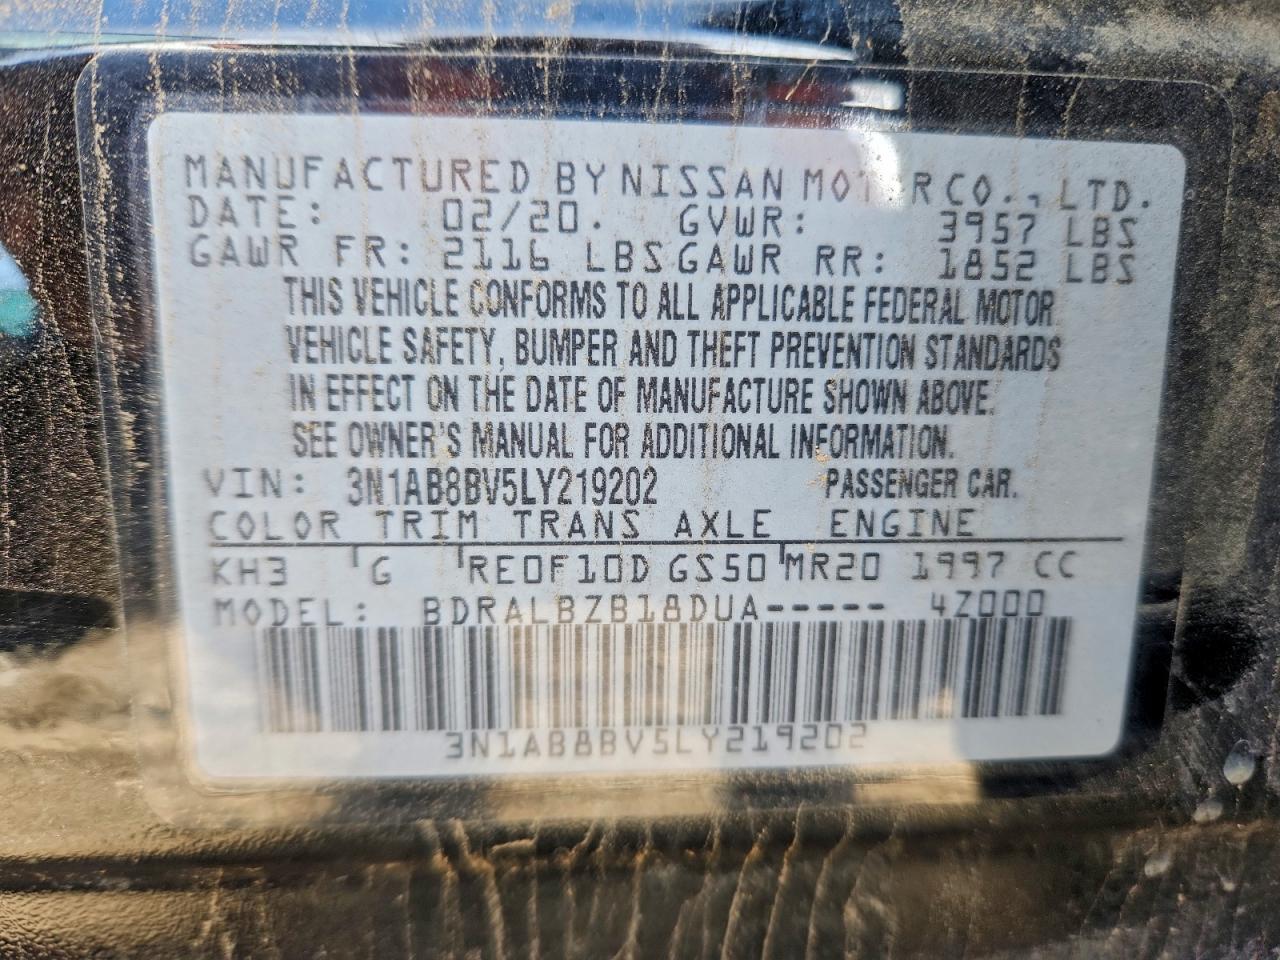 MANUFACTURED BY NISSAN MOTOR CO., LTD.
DATE: 02/20. GVWR: 3957 LBS
GAWR FR: 2116 LBS GAWR RR: 1852 LBS
THIS VEHICLE CONFORMS TO ALL APPLICABLE FEDERAL MOTOR
VEHICLE SAFETY, BUMPER AND THEFT PREVENTION STANDARDS
IN EFFECT ON THE DATE OF MANUFACTURE SHOWN ABOVE.
SEE OWNER'S MANUAL FOR ADDITIONAL INFORMATION.
VIN: 3N1AB8BV5LY219202 PASSENGER CAR.
COLOR TRIM TRANS AXLE ENGINE
KH3 G RE0F10D GS50 MR20 1997 CC
MODEL: BDRALBZB18DUA----- 4Z000
3N1AB8BV5LY219202